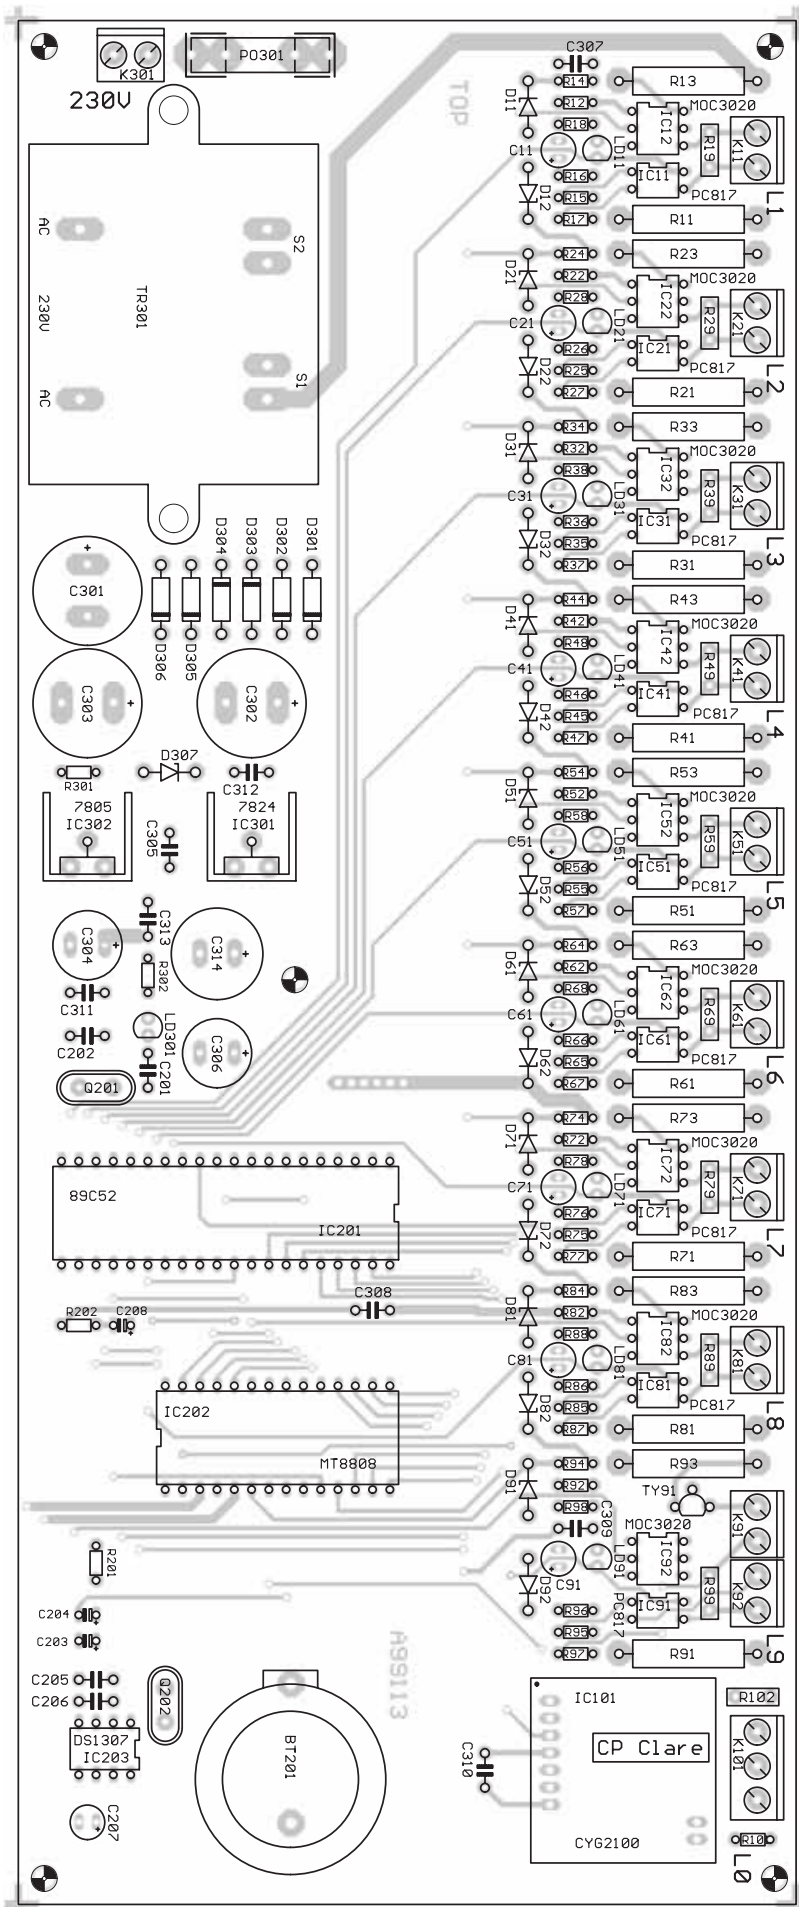 K301
PO301
230V
TOP
TR301
AC
230V
AC
S2
S1
C301
D304
D303
D302
D301
D306
D305
C303
C302
R301
D307
C312
7805
IC302
7824
IC301
C305
C304
C313
C314
R302
C311
LD301
C202
C201
C306
Q201
89C52
IC201
C308
R202
C208
IC202
MT8808
R201
C204
C203
C205
C206
Q202
DS1307
IC203
C207
BT201
A99113
C307
R14
R13
D11
R12
MOC3020
IC12
R18
C11
LD11
R19
K11
R16
IC11
D12
R15
PC817
R17
R11
L1
R24
R23
D21
R22
MOC3020
IC22
R28
C21
LD21
R29
K21
R26
IC21
D22
R25
PC817
R27
R21
L2
R34
R33
D31
R32
MOC3020
IC32
R38
C31
LD31
R39
K31
R36
IC31
D32
R35
PC817
R37
R31
L3
R44
R43
D41
R42
MOC3020
IC42
R48
C41
LD41
R49
K41
R46
IC41
D42
R45
PC817
R47
R41
L4
R54
R53
D51
R52
MOC3020
IC52
R58
C51
LD51
R59
K51
R56
IC51
D52
R55
PC817
R57
R51
L5
R64
R63
D61
R62
MOC3020
IC62
R68
C61
LD61
R69
K61
R66
IC61
D62
R65
PC817
R67
R61
L6
R74
R73
D71
R72
MOC3020
IC72
R78
C71
LD71
R79
K71
R76
IC71
D72
R75
PC817
R77
R71
L7
R84
R83
D81
R82
MOC3020
IC82
R88
C81
LD81
R89
K81
R86
IC81
D82
R85
PC817
R87
R81
L8
R94
R93
D91
R92
TY91
R98
C309
MOC3020
K91
IC92
C91
LD91
D92
K92
R99
R96
PC817
IC91
R95
R97
R91
L9
IC101
R102
CP Clare
K101
C310
CYG2100
R10
L0